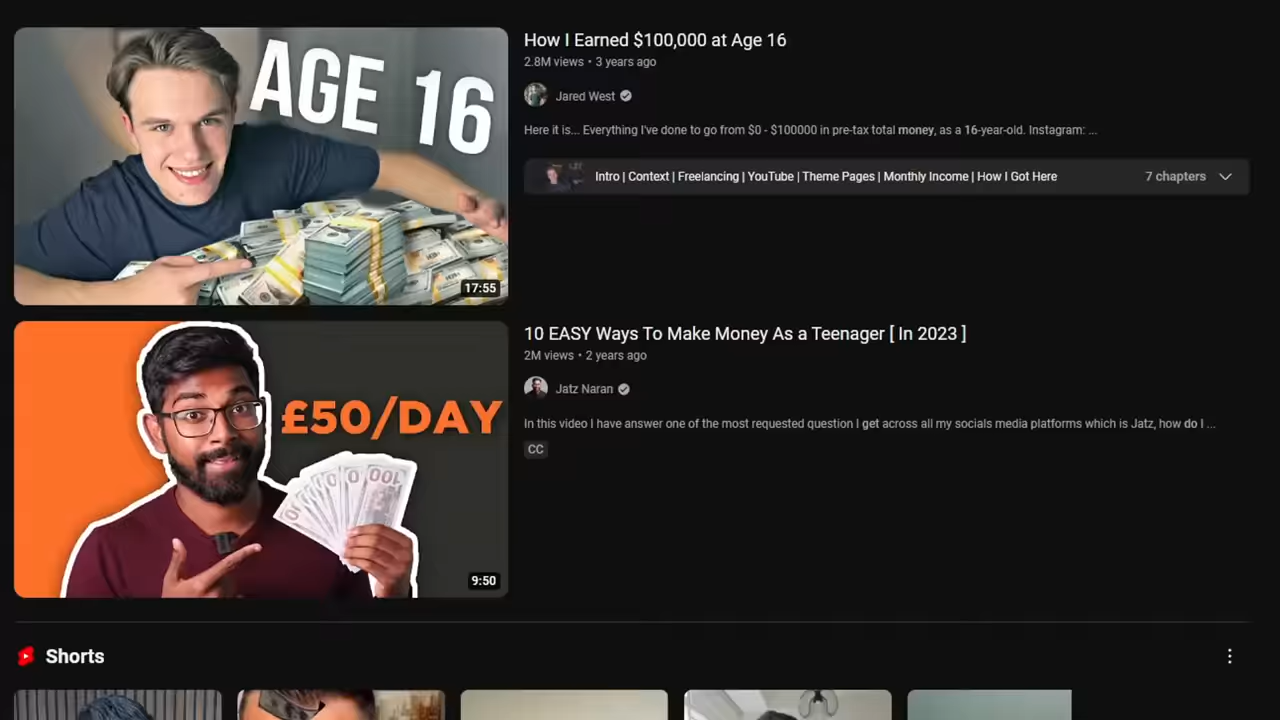 AGE 16
17:55
How I Earned $100,000 at Age 16
2.8M views • 3 years ago
Jared West
Here it is... Everything I've done to go from $0 - $100000 in pre-tax total money, as a 16-year-old. Instagram: ...
Intro | Context | Freelancing | YouTube | Theme Pages | Monthly Income | How I Got Here
7 chapters
£50/DAY
9:50
10 EASY Ways To Make Money As a Teenager [ In 2023 ]
2M views • 2 years ago
Jatz Naran
In this video I have answer one of the most requested question I get across all my socials media platforms which is Jatz, how do I ...
CC
Shorts